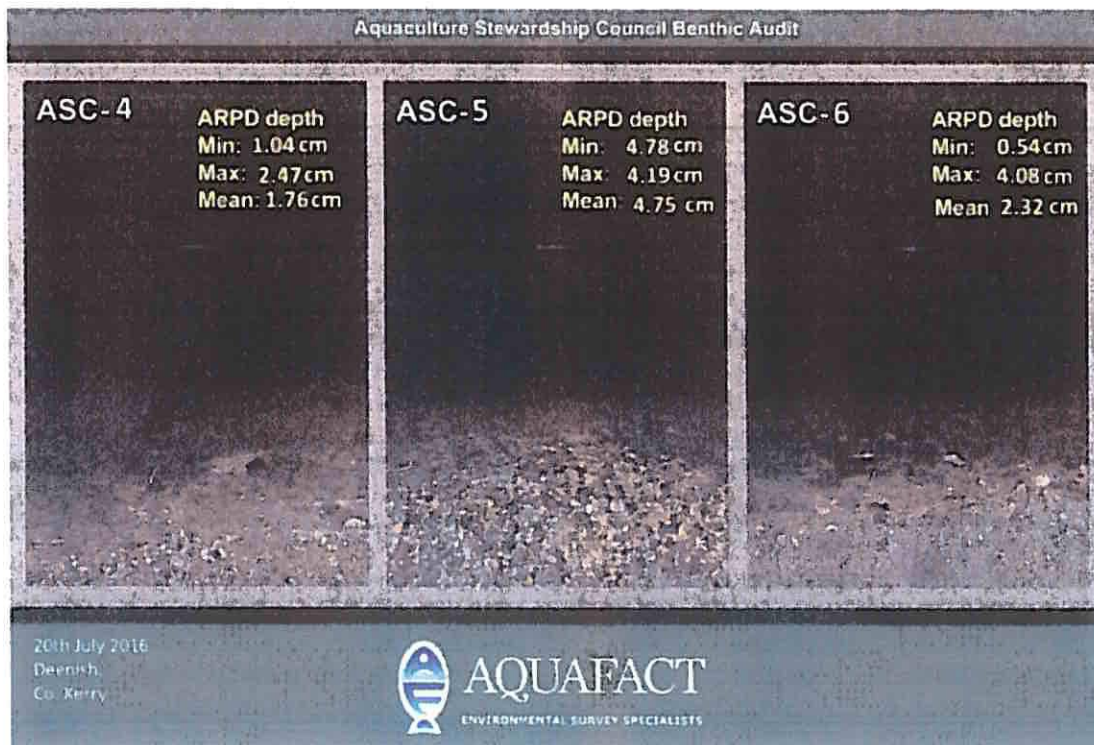 Aquaculture Stewardship Council Benthic Audit
ASC-4
ARPD depth
Min: 1.04 cm
Max: 2.47 cm
Mean: 1.76 cm
ASC-5
ARPD depth
Min: 4.78 cm
Max: 4.19 cm
Mean: 4.75 cm
ASC-6
ARPD depth
Min: 0.54 cm
Max: 4.08 cm
Mean 2.32 cm
20th July 2016
Deenish,
Co. Kerry
AQUAFACT
ENVIRONMENTAL SURVEY SPECIALISTS